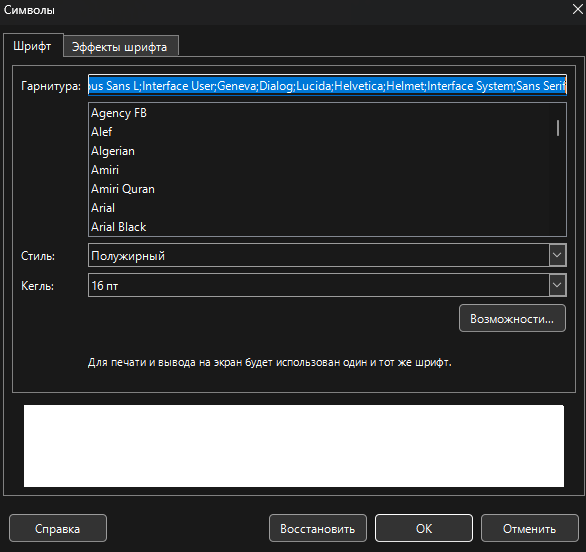 Символы
Шрифт
Эффекты шрифта
Гарнитура:
Sans L;Interface User;Geneva;Dialog;Lucida;Helvetica;Helmet;Interface System;Sans Serif
Agency FB
Alef
Algerian
Amiri
Amiri Quran
Arial
Arial Black
Стиль:
Полужирный
Кегль:
16 пт
Возможности...
Для печати и вывода на экран будет использован один и тот же шрифт.
Справка
Восстановить
ОК
Отменить